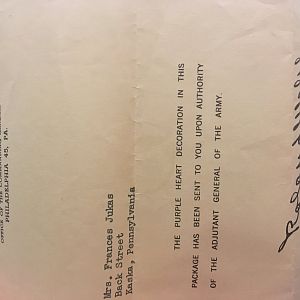 PHILADELPHIA 45, PA.
Mrs. Frances Jukas
Back Street
Kaska, Pennsylvania
THE PURPLE HEART DECORATION IN THIS
PACKAGE HAS BEEN SENT TO YOU UPON AUTHORITY
OF THE ADJUTANT GENERAL OF THE ARMY.